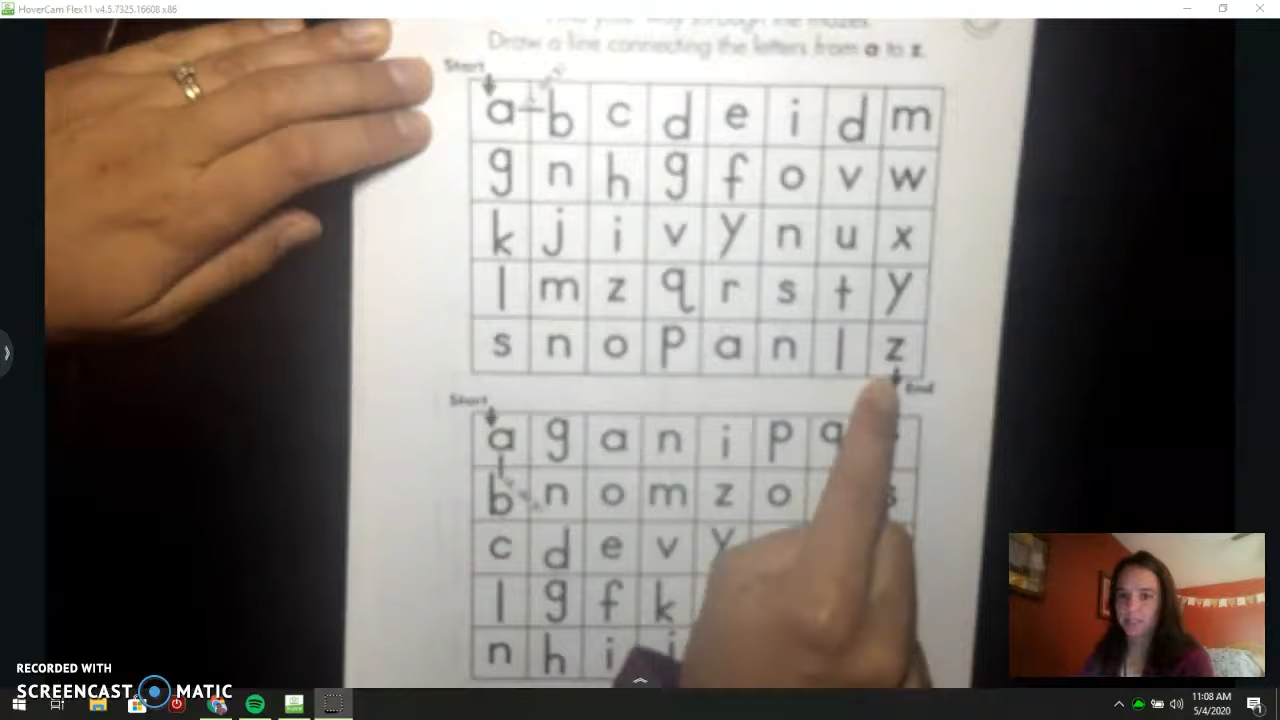 HoverCam Flex11 v4.5.7325.16608 x86
Draw a line connecting the letters from a to z.
Start
a b c d e i d m
g n h g f o v w
k j i v y n u x
l m z q r s t y
s n o p a n l z
End
Start
a g a n i p q
b n o m z o s
c d e v y
l g f k
n h i j
RECORDED WITH
SCREENCAST MATIC
11:08 AM
5/4/2020